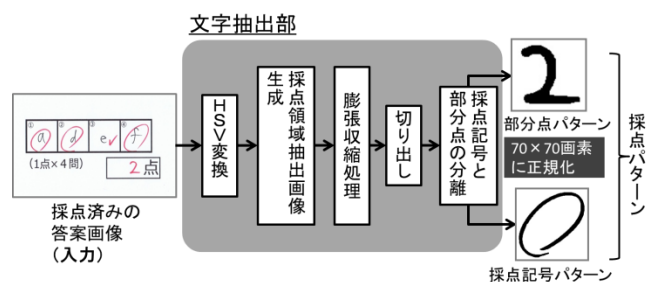 文字抽出部
① ② ③ ④
a d e f
(1点×4問)
2点
採点済みの
答案画像
(入力)
HSV変換
採点領域抽出画像
生成
膨張収縮処理
切り出し
採点記号と
部分点の分離
2
部分点パターン
70×70画素
に正規化
採点記号パターン
採点パターン